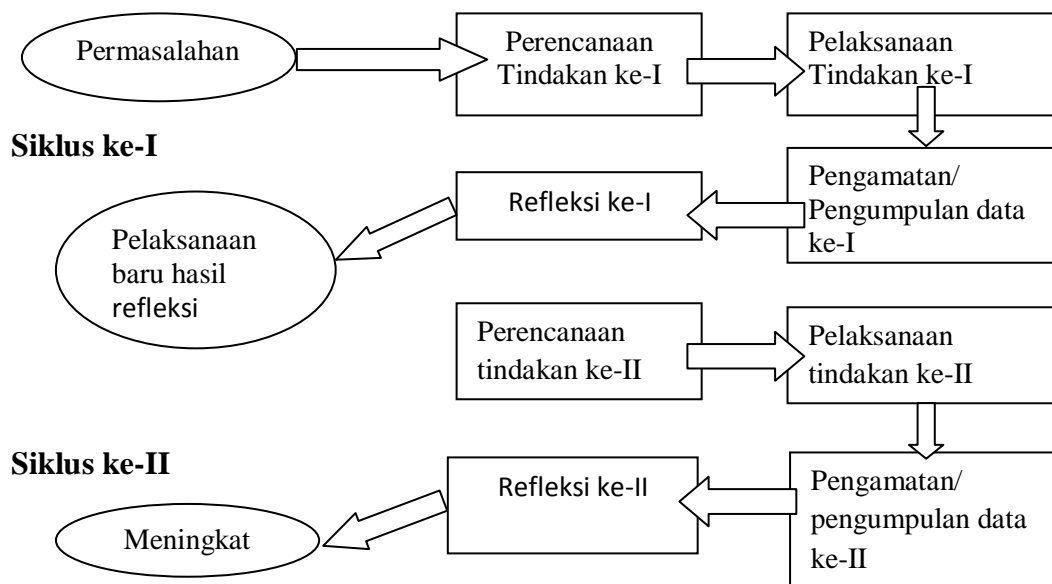 Permasalahan
Perencanaan
Tindakan ke-I
Pelaksanaan
Tindakan ke-I
Siklus ke-I
Pengamatan/
Pengumpulan data
ke-I
Refleksi ke-I
Pelaksanaan
baru hasil
refleksi
Perencanaan
tindakan ke-II
Pelaksanaan
tindakan ke-II
Siklus ke-II
Pengamatan/
pengumpulan data
ke-II
Refleksi ke-II
Meningkat